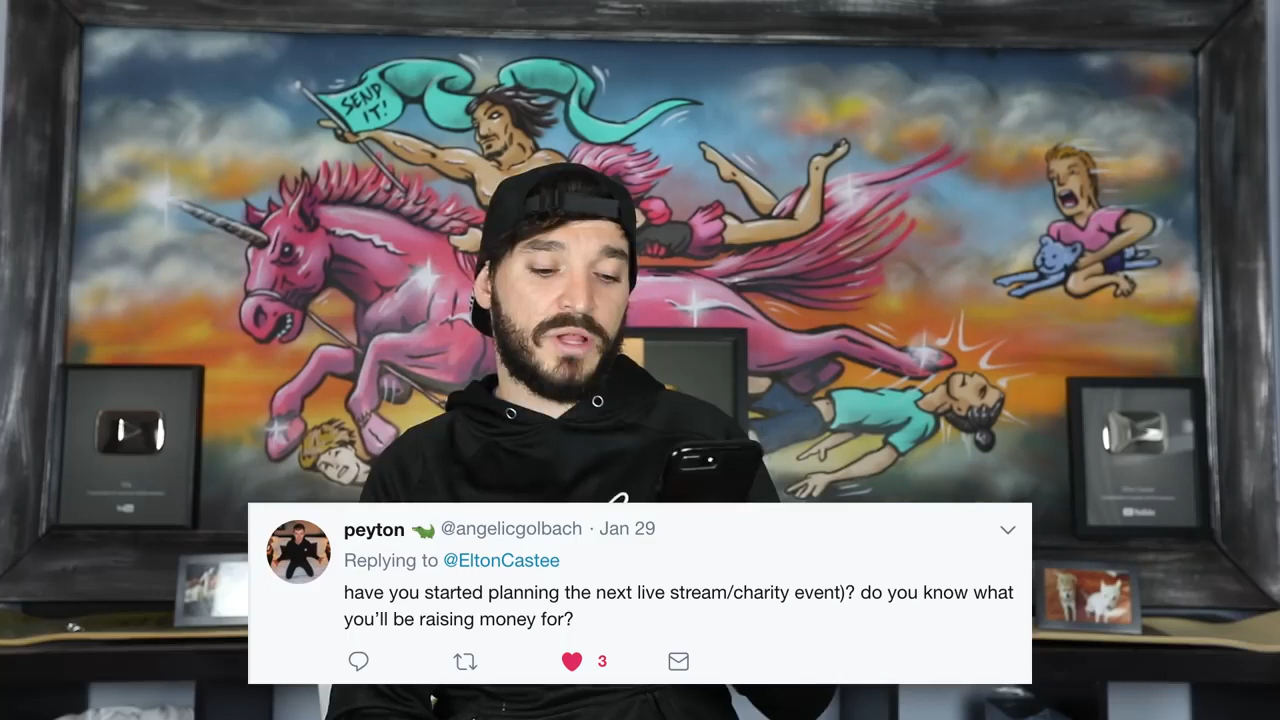 SEND
IT!
peyton 🐊 @angelicgolbach · Jan 29
Replying to @EltonCastee
have you started planning the next live stream/charity event)? do you know what
you’ll be raising money for?
3